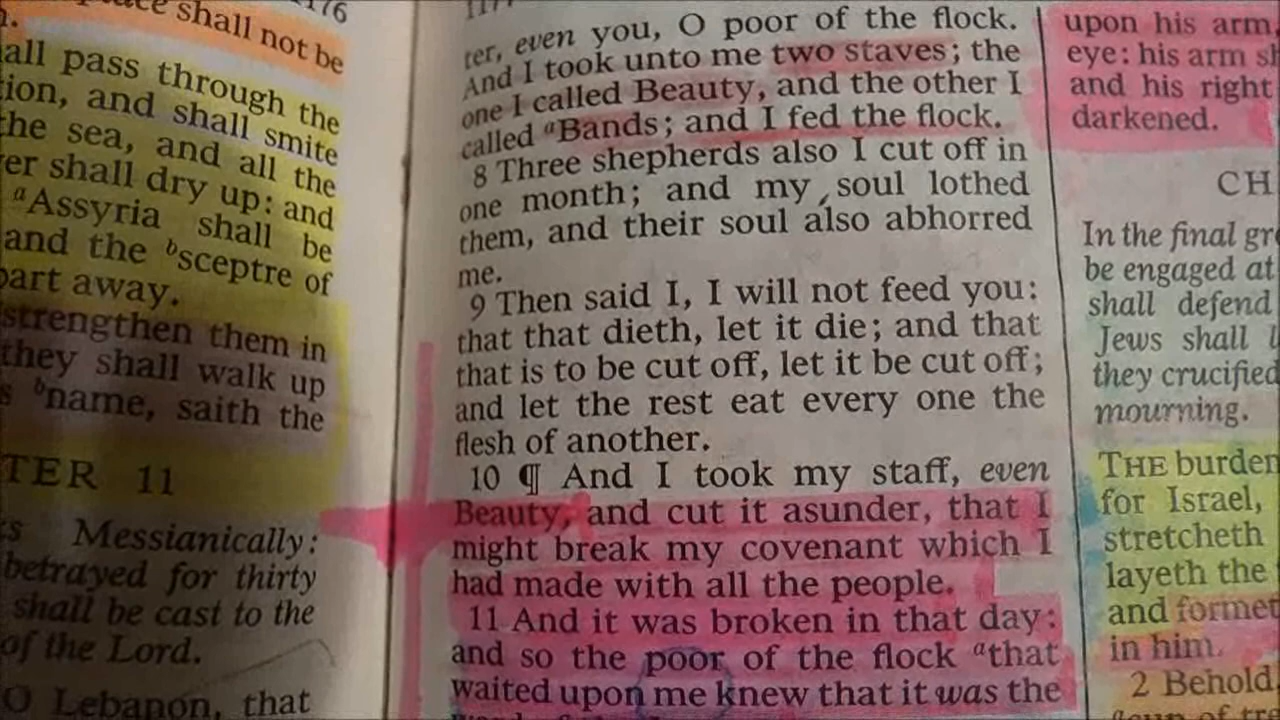 176
shall not be
all pass through the
tion, and shall smite
the sea, and all the
er shall dry up: and
aAssyria shall be
and the bsceptre of
part away.
strengthen them in
they shall walk up
s bname, saith the
TER 11
s Messianically:
betrayed for thirty
shall be cast to the
of the Lord.
O Lebanon, that
ter, even you, O poor of the flock.
And I took unto me two staves; the
one I called Beauty, and the other I
called aBands; and I fed the flock.
8 Three shepherds also I cut off in
one month; and my soul lothed
them, and their soul also abhorred
me.
9 Then said I, I will not feed you:
that that dieth, let it die; and that
that is to be cut off, let it be cut off;
and let the rest eat every one the
flesh of another.
10 ¶ And I took my staff, even
Beauty, and cut it asunder, that I
might break my covenant which I
had made with all the people.
11 And it was broken in that day:
and so the poor of the flock athat
waited upon me knew that it was the
upon his arm,
eye: his arm sh
and his right
darkened.
CH
In the final gr
be engaged at
shall defend
Jews shall
they crucified
mourning.
THE burden
for Israel,
stretcheth
layeth the
and formet
in him.
2 Behold,